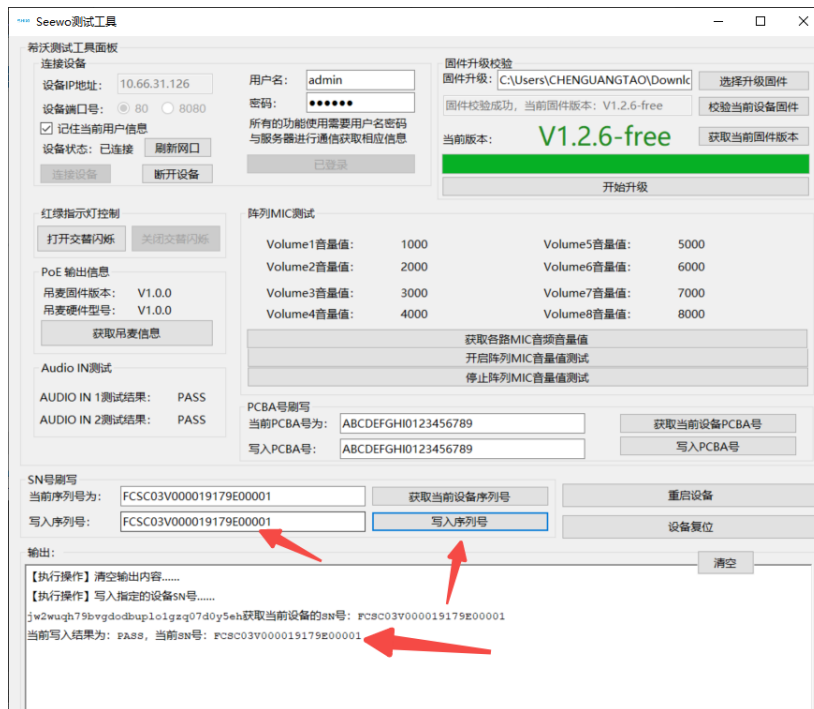 Seewo测试工具
希沃测试工具面板
连接设备
设备IP地址: 10.66.31.126
设备端口号: 80 8080
记住当前用户信息
设备状态: 已连接 刷新网口
连接设备 断开设备
用户名: admin
密码: ●●●●●●
所有的功能使用需要用户名密码
与服务器进行通信获取相应信息
已登录
固件升级校验
固件升级: C:\Users\CHENGUANGTAO\Downlc 选择升级固件
固件校验成功，当前固件版本: V1.2.6-free 校验当前设备固件
当前版本: V1.2.6-free 获取当前固件版本
开始升级
红绿指示灯控制
打开交替闪烁 关闭交替闪烁
PoE 输出信息
吊麦固件版本: V1.0.0
吊麦硬件型号: V1.0.0
获取吊麦信息
Audio IN测试
AUDIO IN 1测试结果: PASS
AUDIO IN 2测试结果: PASS
阵列MIC测试
Volume1音量值: 1000 Volume5音量值: 5000
Volume2音量值: 2000 Volume6音量值: 6000
Volume3音量值: 3000 Volume7音量值: 7000
Volume4音量值: 4000 Volume8音量值: 8000
获取各路MIC音频音量值
开启阵列MIC音量值测试
停止阵列MIC音量值测试
PCBA号刷写
当前PCBA号为: ABCDEFGHI0123456789 获取当前设备PCBA号
写入PCBA号: ABCDEFGHI0123456789 写入PCBA号
SN号刷写
当前序列号为: FCSC03V000019179E00001 获取当前设备序列号
写入序列号: FCSC03V000019179E00001 写入序列号
重启设备
设备复位
输出: 清空
【执行操作】清空输出内容......
【执行操作】写入指定的设备SN号......
jw2wuqh79bvgdodbuplo1gzq07d0y5eh获取当前设备的SN号: FCSC03V000019179E00001
当前写入结果为: PASS, 当前SN号: FCSC03V000019179E00001